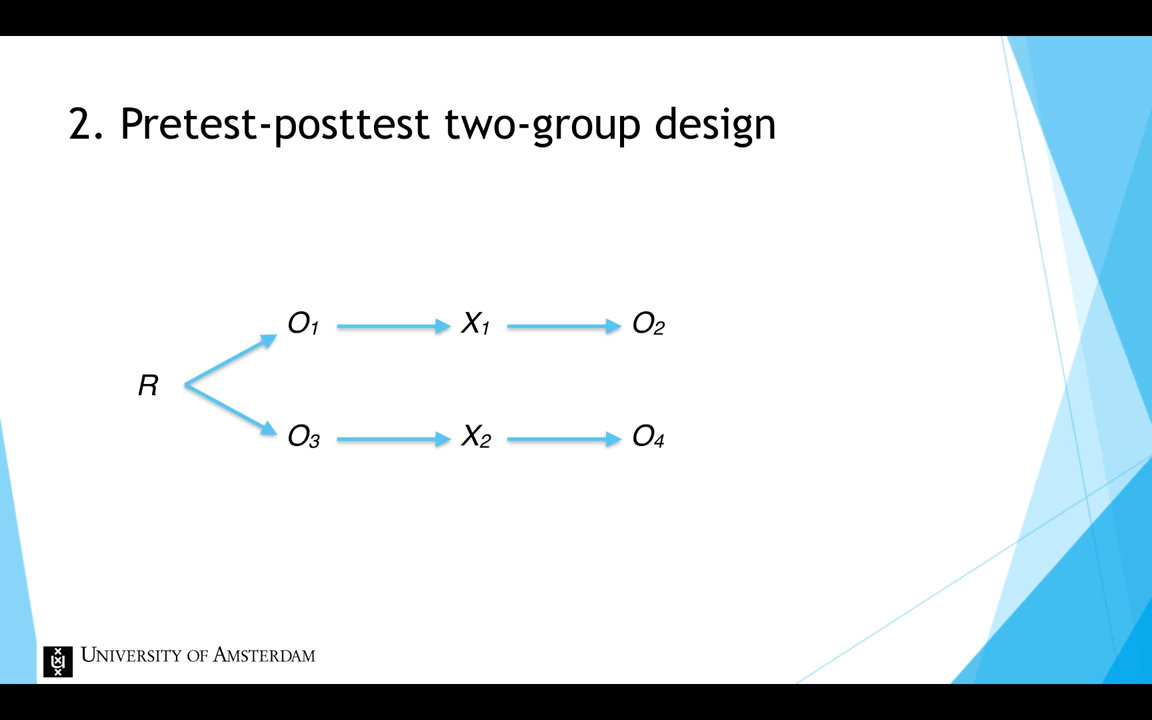 2. Pretest-posttest two-group design
O1 X1 O2
R
O3 X2 O4
UNIVERSITY OF AMSTERDAM